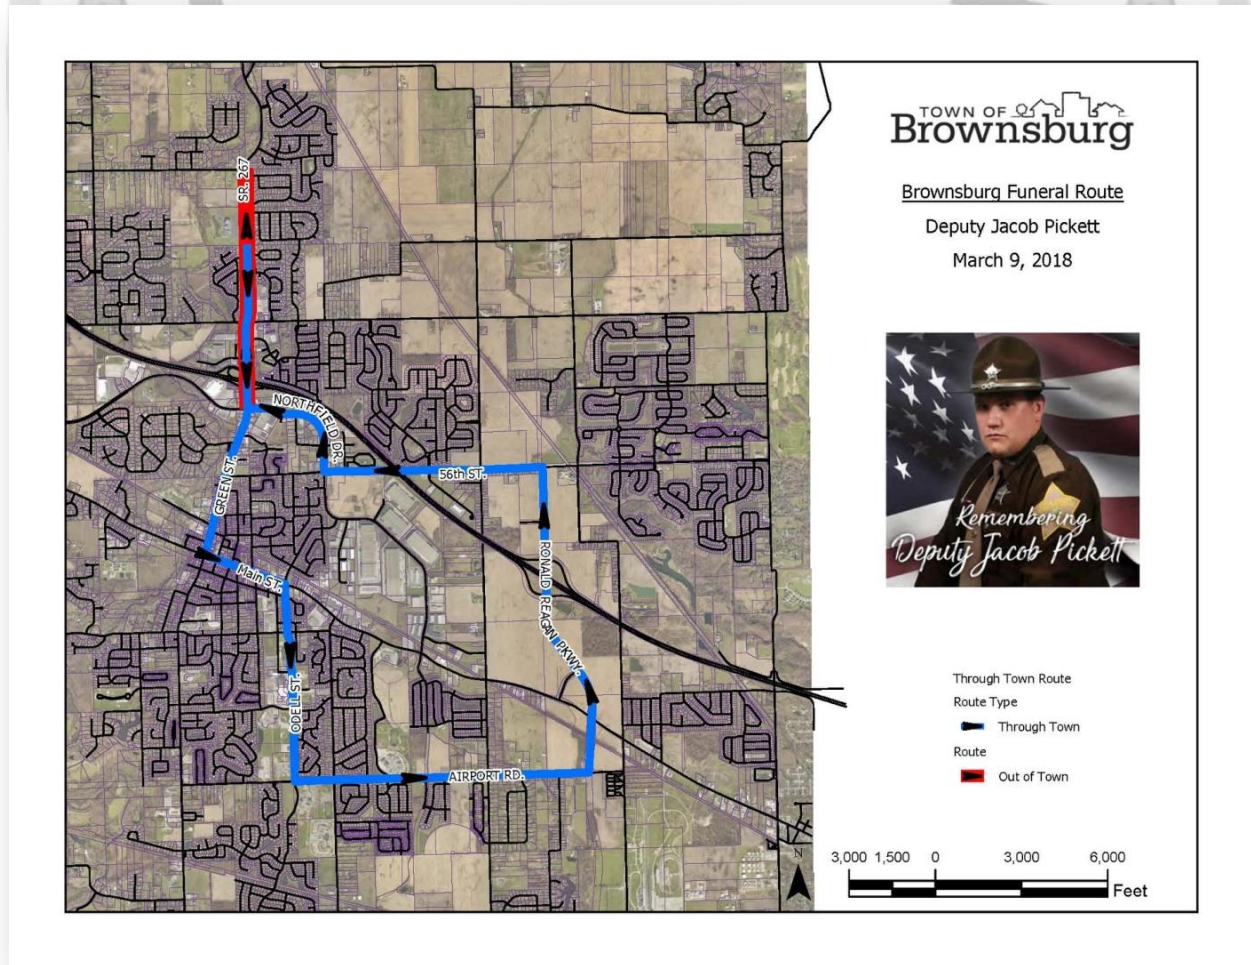 TOWN OF
Brownsburg
Brownsburg Funeral Route
Deputy Jacob Pickett
March 9, 2018
Remembering
Deputy Jacob Pickett
SR. 267
NORTHFIELD DR.
GREEN ST.
56th ST.
Main ST.
RONALD REAGAN PKWY.
ODELL ST.
AIRPORT RD.
Through Town Route
Route Type
Through Town
Route
Out of Town
N
3,000 1,500 0 3,000 6,000
Feet